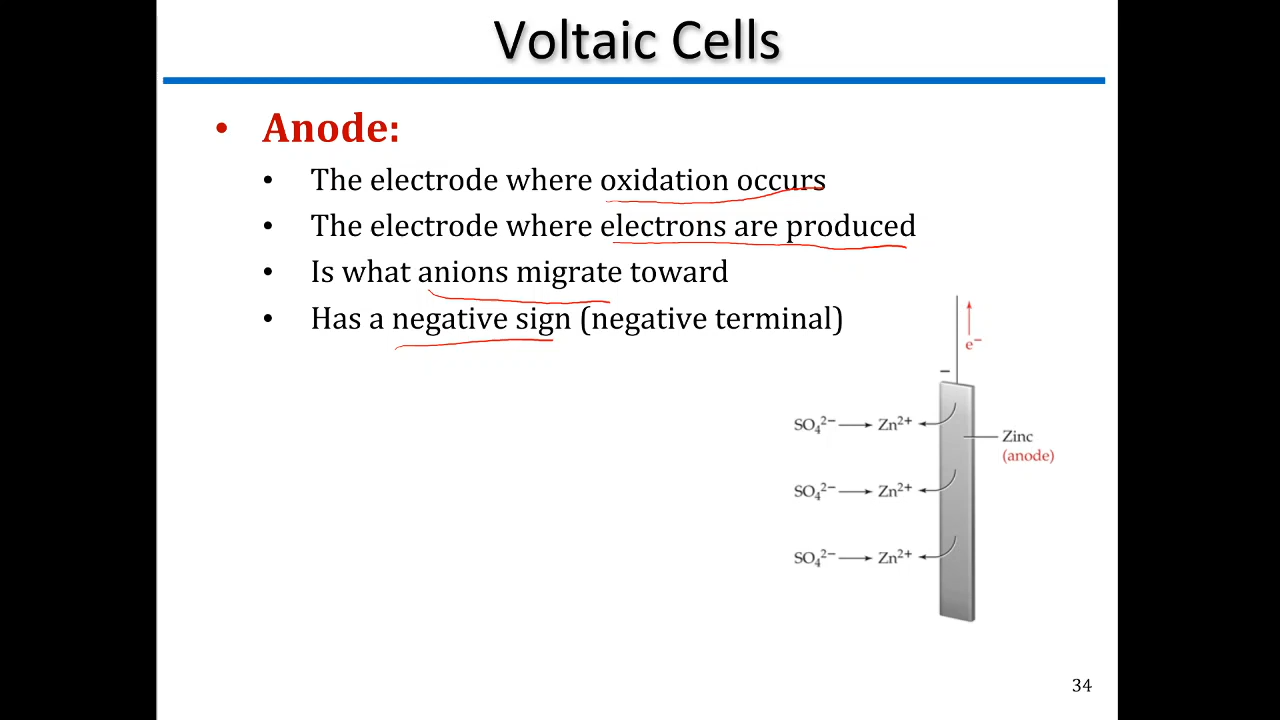 Voltaic Cells
• Anode:
• The electrode where oxidation occurs
• The electrode where electrons are produced
• Is what anions migrate toward
• Has a negative sign (negative terminal)
e⁻
−
SO₄²⁻ → Zn²⁺
Zinc
(anode)
SO₄²⁻ → Zn²⁺
SO₄²⁻ → Zn²⁺
34